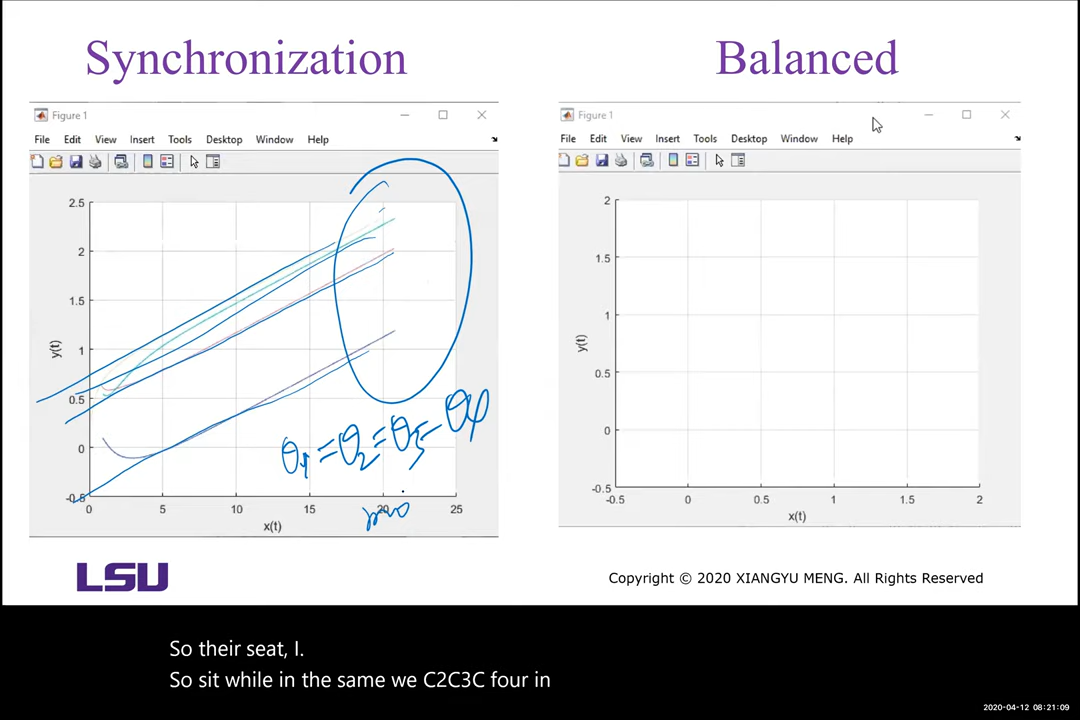 Synchronization
Balanced
Figure 1
File Edit View Insert Tools Desktop Window Help
2.5
2
1.5
1
0.5
0
-0.5
y(t)
0 5 10 15 20 25
x(t)
θ1 = θ2 = θ3 = θ4
Figure 1
File Edit View Insert Tools Desktop Window Help
2
1.5
1
0.5
0
-0.5
y(t)
-0.5 0 0.5 1 1.5 2
x(t)
LSU
Copyright © 2020 XIANGYU MENG. All Rights Reserved
So their seat, I.
So sit while in the same we C2C3C four in
2020-04-12 08:21:09